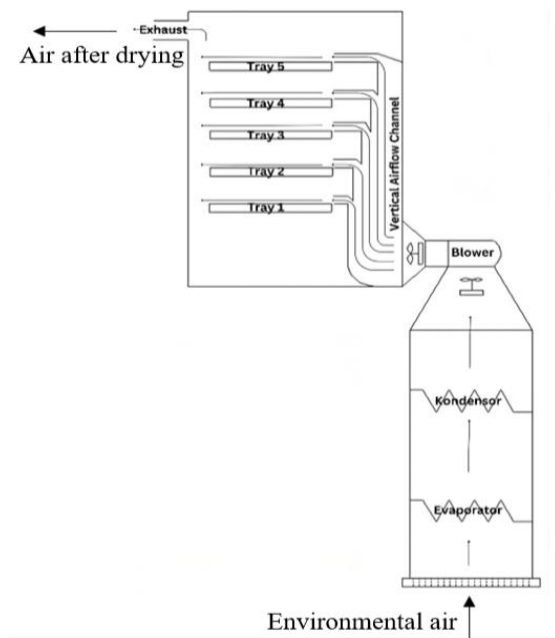 Exhaust
Air after drying
Tray 5
Tray 4
Tray 3
Tray 2
Tray 1
Vertical Airflow Channel
Blower
Kondensor
Evaporator
Environmental air